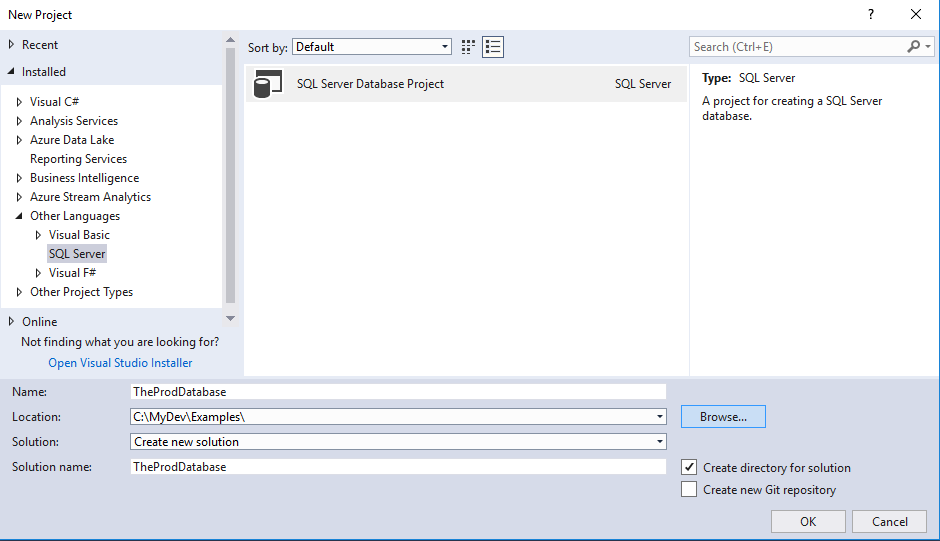 New Project
?
Recent
Installed
Visual C#
Analysis Services
Azure Data Lake
Reporting Services
Business Intelligence
Azure Stream Analytics
Other Languages
Visual Basic
SQL Server
Visual F#
Other Project Types
Online
Not finding what you are looking for?
Open Visual Studio Installer
Sort by: Default
SQL Server Database Project SQL Server
Search (Ctrl+E)
Type: SQL Server
A project for creating a SQL Server
database.
Name: TheProdDatabase
Location: C:\MyDev\Examples\ Browse...
Solution: Create new solution
Solution name: TheProdDatabase
Create directory for solution
Create new Git repository
OK Cancel